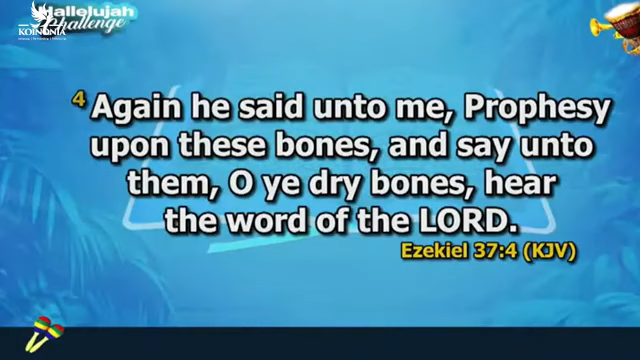 Hallelujah
Challenge
KOINONIA
4 Again he said unto me, Prophesy
upon these bones, and say unto
them, O ye dry bones, hear
the word of the LORD.
Ezekiel 37:4 (KJV)